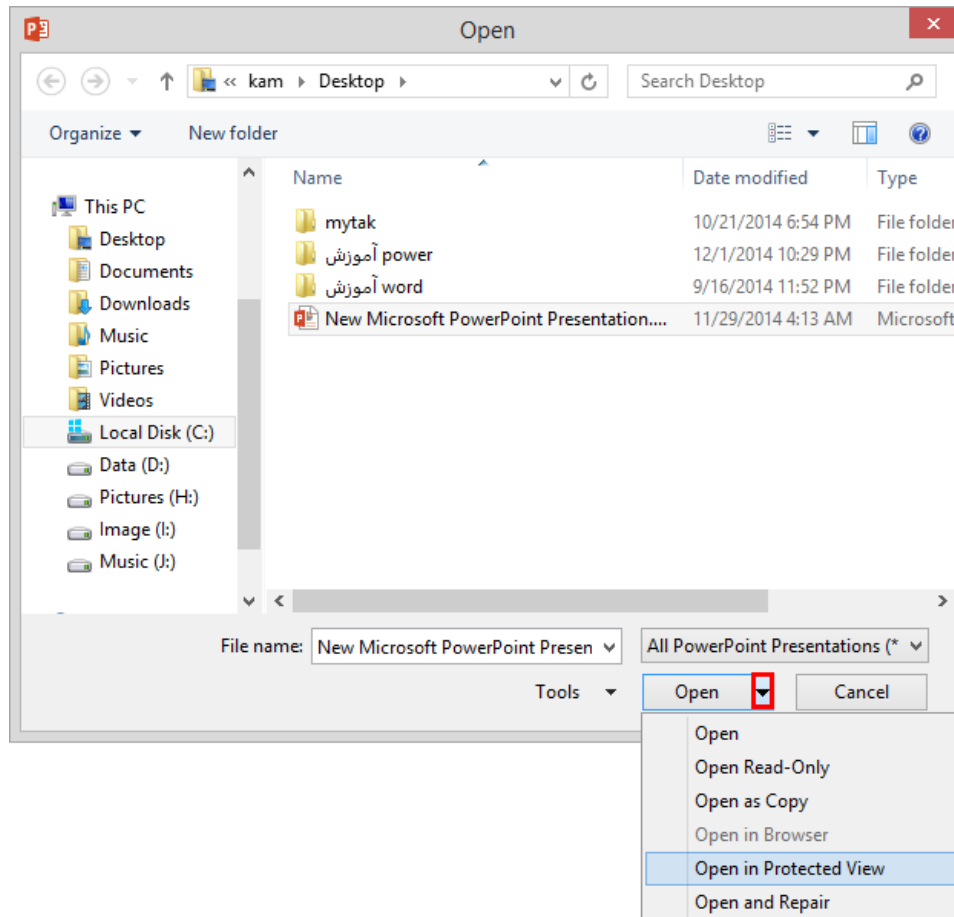 Open
« kam Desktop
Search Desktop
Organize
New folder
Name
Date modified
Type
This PC
Desktop
Documents
Downloads
Music
Pictures
Videos
Local Disk (C:)
Data (D:)
Pictures (H:)
Image (I:)
Music (J:)
mytak 10/21/2014 6:54 PM File folder
آموزش power 12/1/2014 10:29 PM File folder
آموزش word 9/16/2014 11:52 PM File folder
New Microsoft PowerPoint Presentation.... 11/29/2014 4:13 AM Microsoft
File name: New Microsoft PowerPoint Presen
All PowerPoint Presentations (*
Tools Open Cancel
Open
Open Read-Only
Open as Copy
Open in Browser
Open in Protected View
Open and Repair